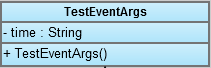 TestEventArgs
- time : String
+ TestEventArgs()